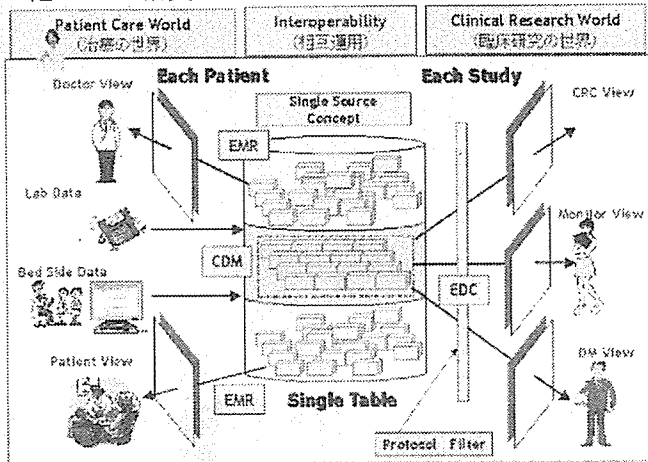 Patient Care World
(治療の世界)
Interoperability
(相互運用)
Clinical Research World
(臨床研究の世界)
Each Patient
Each Study
Doctor View
Single Source
Concept
CRC View
EMR
Lab Data
Monitor View
CDM
Bed Side Data
EDC
Patient View
DM View
EMR
Single Table
Protocol Filter